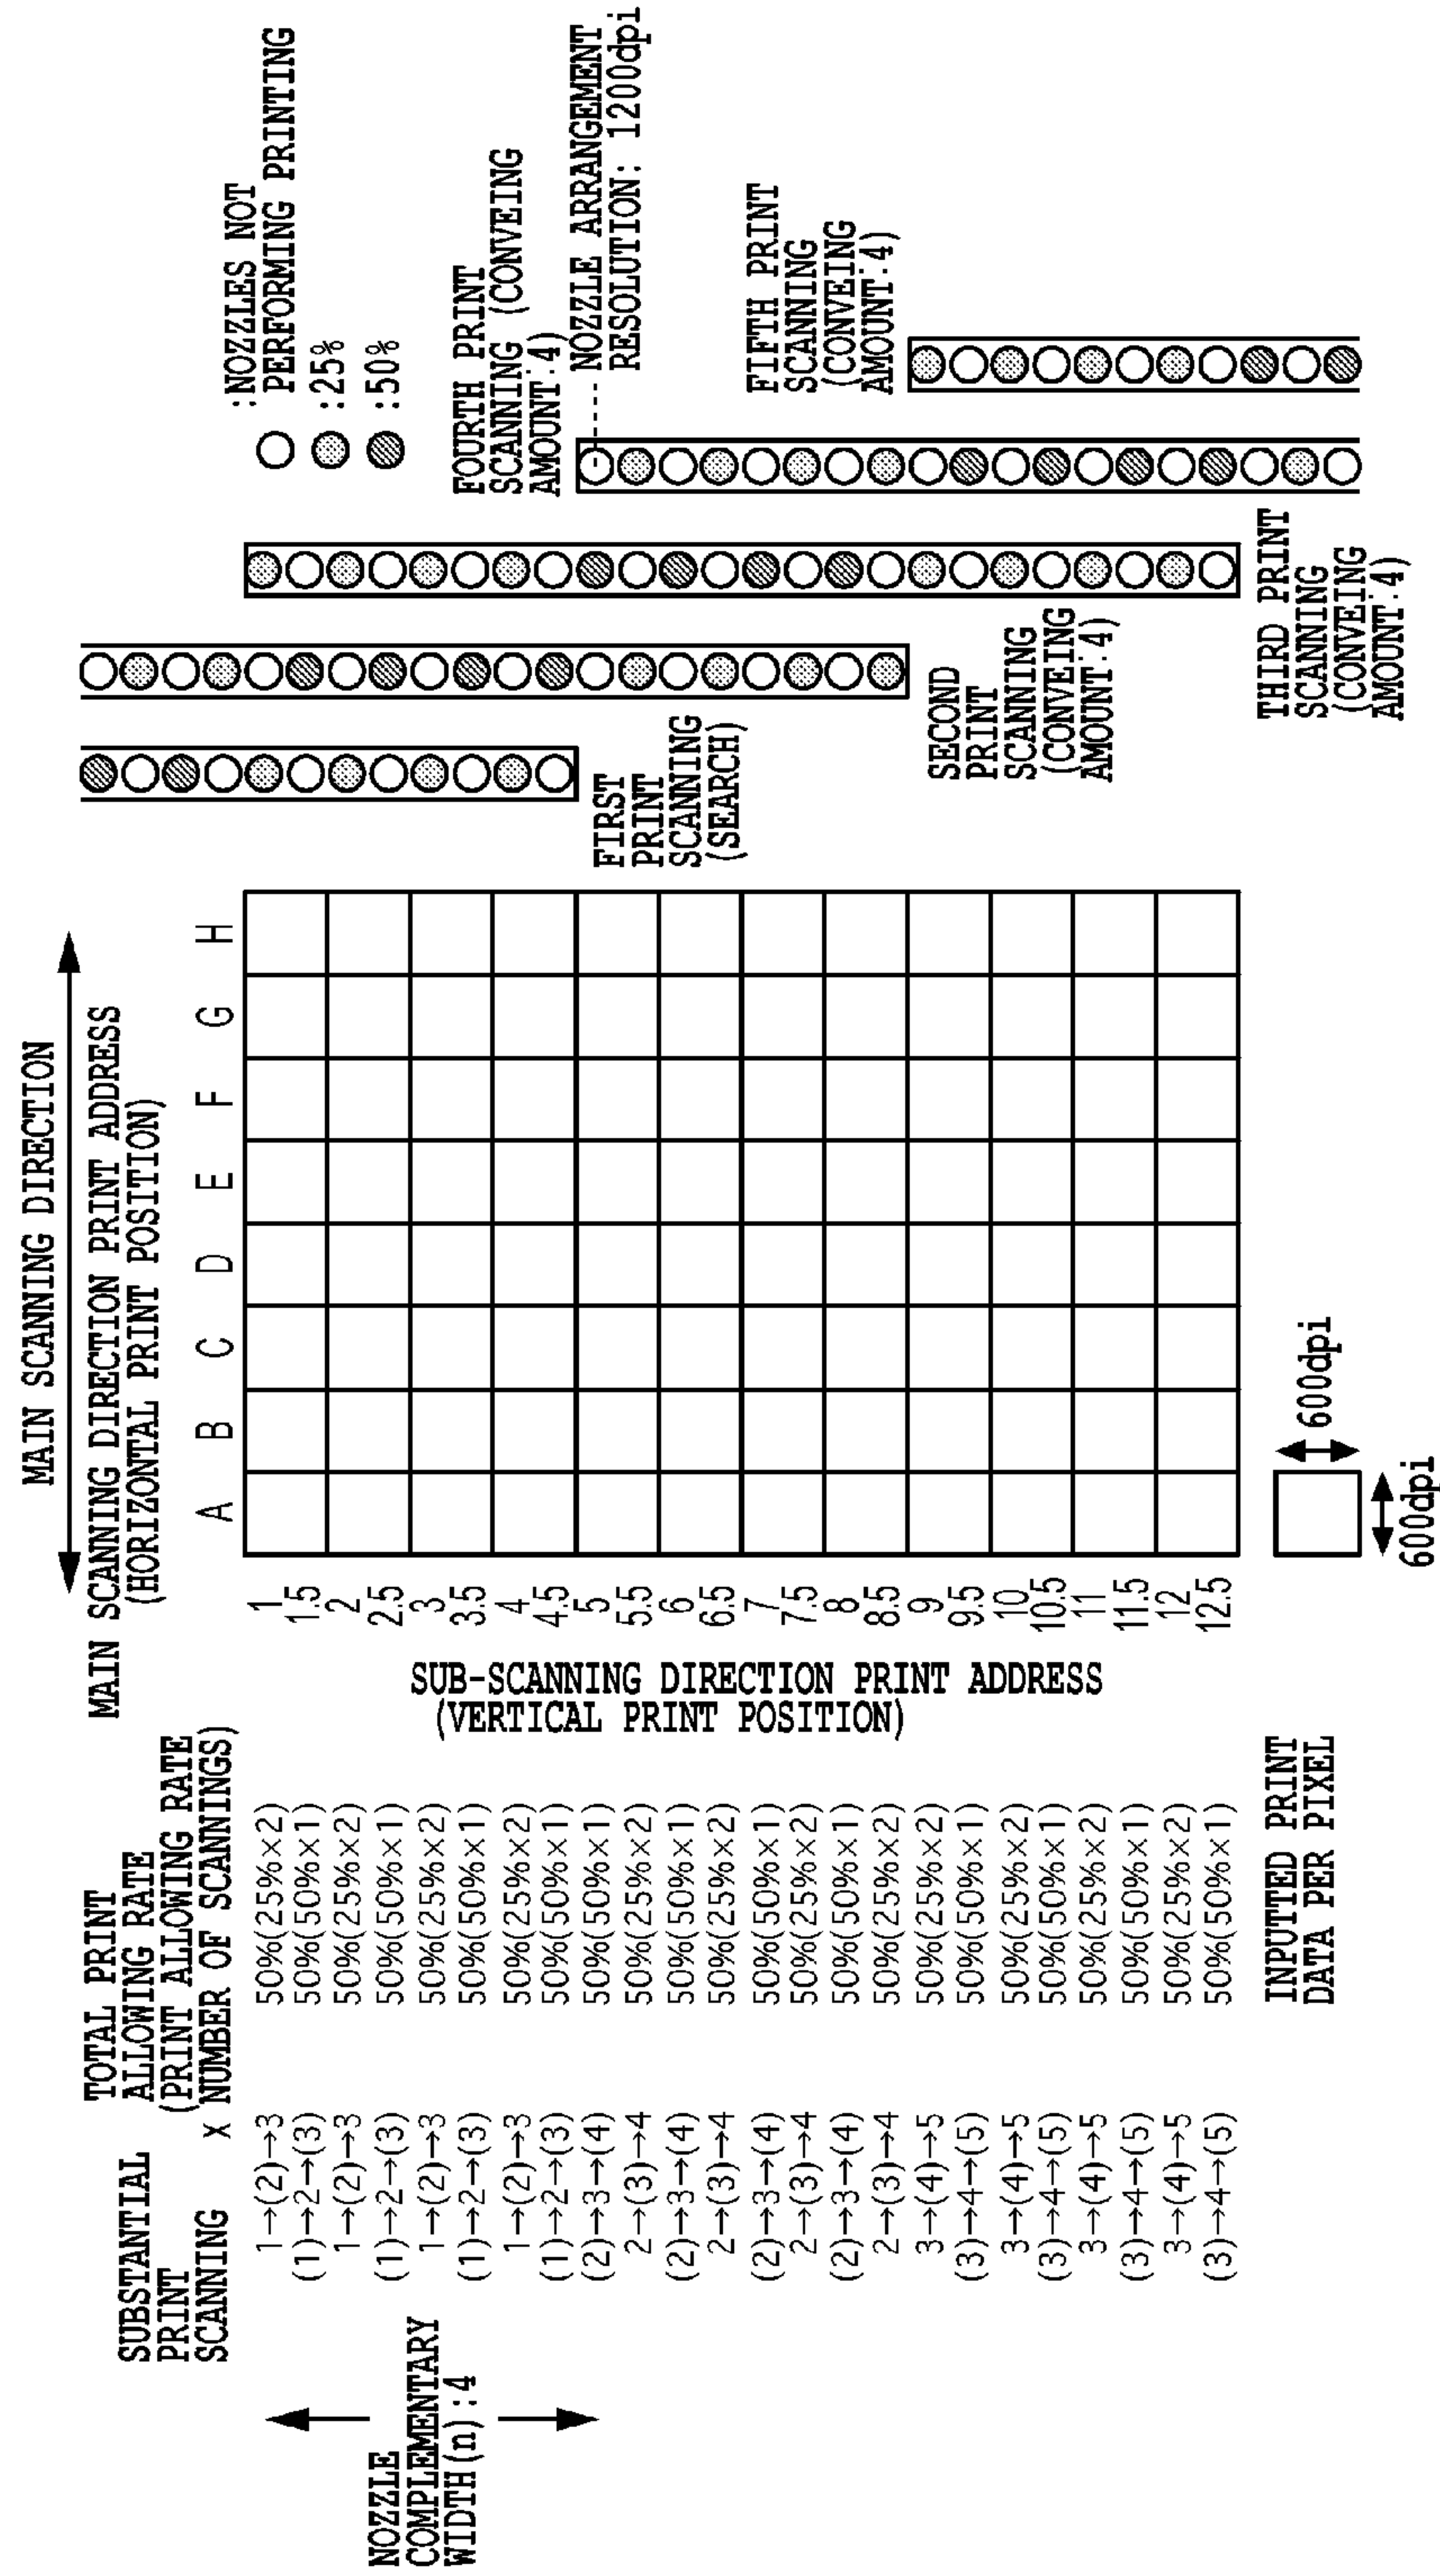 MAIN SCANNING DIRECTION
MAIN SCANNING DIRECTION PRINT ADDRESS
(HORIZONTAL PRINT POSITION)
A B C D E F G H
SUBSTANTIAL
PRINT
SCANNING
TOTAL PRINT
ALLOWING RATE
(PRINT ALLOWING RATE
x NUMBER OF SCANNINGS)
1→(2)→3 50%(25%×2) 1
(1)→2→(3) 50%(50%×1) 1.5
1→(2)→3 50%(25%×2) 2
(1)→2→(3) 50%(50%×1) 2.5
1→(2)→3 50%(25%×2) 3
(1)→2→(3) 50%(50%×1) 3.5
1→(2)→3 50%(25%×2) 4
(1)→2→(3) 50%(50%×1) 4.5
(2)→3→(4) 50%(50%×1) 5
2→(3)→4 50%(25%×2) 5.5
(2)→3→(4) 50%(50%×1) 6
2→(3)→4 50%(25%×2) 6.5
(2)→3→(4) 50%(50%×1) 7
2→(3)→4 50%(25%×2) 7.5
(2)→3→(4) 50%(50%×1) 8
2→(3)→4 50%(25%×2) 8.5
3→(4)→5 50%(25%×2) 9
(3)→4→(5) 50%(50%×1) 9.5
3→(4)→5 50%(25%×2) 10
(3)→4→(5) 50%(50%×1) 10.5
3→(4)→5 50%(25%×2) 11
(3)→4→(5) 50%(50%×1) 11.5
3→(4)→5 50%(25%×2) 12
(3)→4→(5) 50%(50%×1) 12.5
NOZZLE
COMPLEMENTARY
WIDTH(n):4
SUB-SCANNING DIRECTION PRINT ADDRESS
(VERTICAL PRINT POSITION)
INPUTTED PRINT
DATA PER PIXEL
600dpi
600dpi
FIRST
PRINT
SCANNING
(SEARCH)
SECOND
PRINT
SCANNING
(CONVEING
AMOUNT:4)
THIRD PRINT
SCANNING
(CONVEING
AMOUNT:4)
:NOZZLES NOT
PERFORMING PRINTING
:25%
:50%
FOURTH PRINT
SCANNING (CONVEING
AMOUNT:4)
NOZZLE ARRANGEMENT
RESOLUTION: 1200dpi
FIFTH PRINT
SCANNING
(CONVEING
AMOUNT:4)